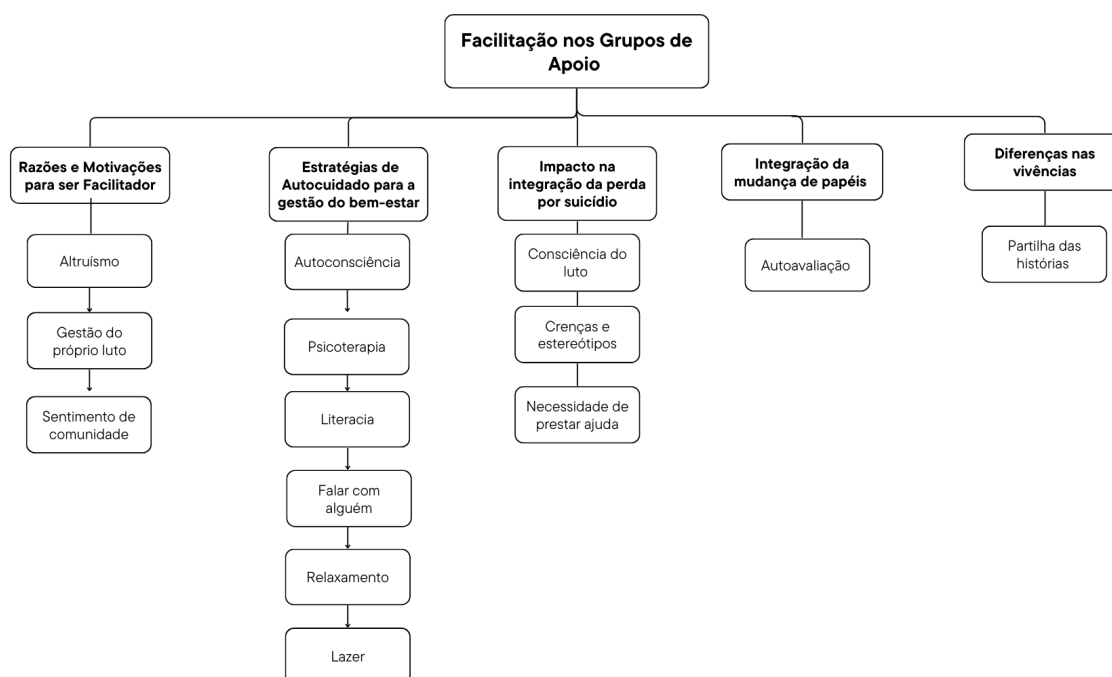 Facilitação nos Grupos de
Apoio
Razões e Motivações
para ser Facilitador
Altruísmo
Gestão do
próprio luto
Sentimento de
comunidade
Estratégias de
Autocuidado para a
gestão do bem-estar
Autoconsciência
Psicoterapia
Literacia
Falar com
alguém
Relaxamento
Lazer
Impacto na
integração da perda
por suicídio
Consciência do
luto
Crenças e
estereótipos
Necessidade de
prestar ajuda
Integração da
mudança de papéis
Autoavaliação
Diferenças nas
vivências
Partilha das
histórias